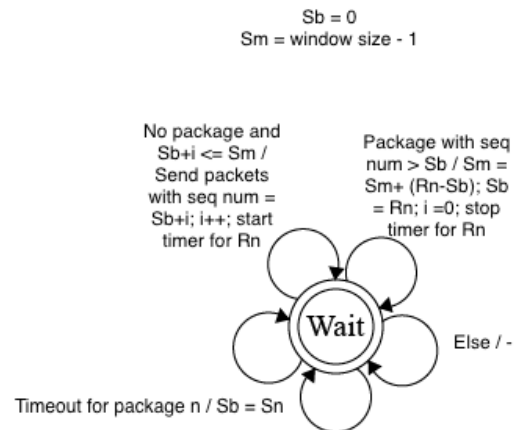 Sb = 0
Sm = window size - 1
No package and
Sb+i <= Sm /
Send packets
with seq num =
Sb+i; i++; start
timer for Rn
Package with seq
num > Sb / Sm =
Sm+ (Rn-Sb); Sb
= Rn; i =0; stop
timer for Rn
Wait
Else / -
Timeout for package n / Sb = Sn